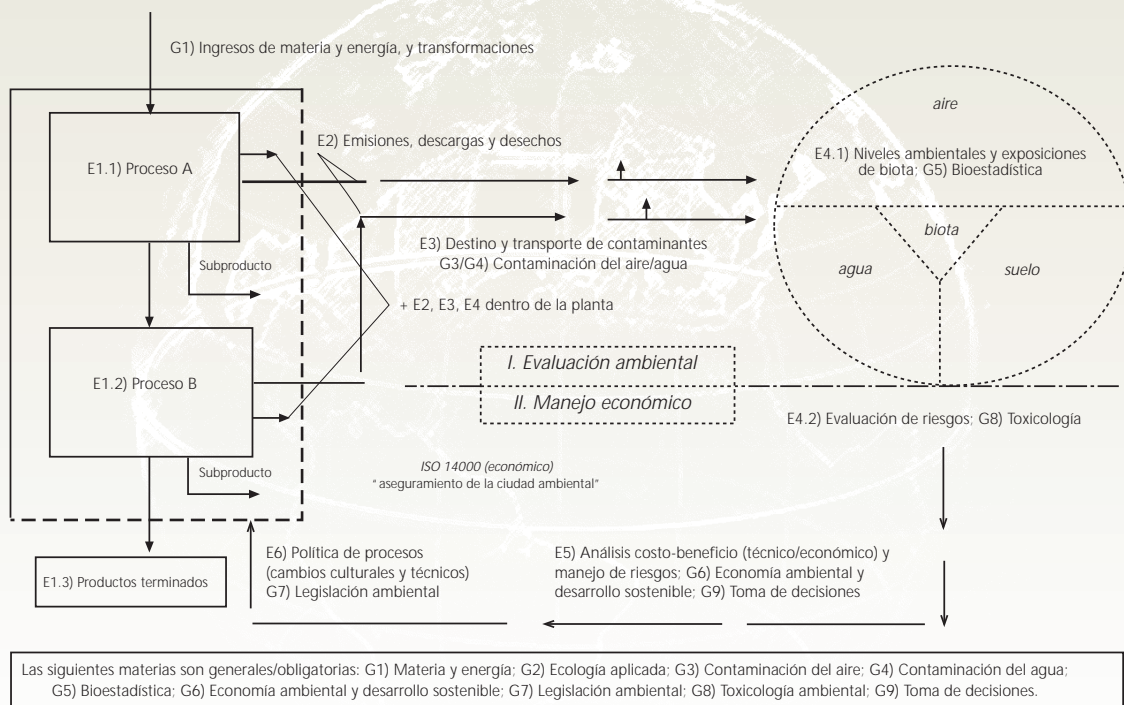 G1) Ingresos de materia y energía, y transformaciones
E1.1) Proceso A
E2) Emisiones, descargas y desechos
aire
E4.1) Niveles ambientales y exposiciones
de biota; G5) Bioestadística
biota
agua
suelo
E3) Destino y transporte de contaminantes
G3/G4) Contaminación del aire/agua
Subproducto
+ E2, E3, E4 dentro de la planta
E1.2) Proceso B
I. Evaluación ambiental
II. Manejo económico
E4.2) Evaluación de riesgos; G8) Toxicología
Subproducto
ISO 14000 (económico)
"aseguramiento de la ciudad ambiental"
E1.3) Productos terminados
E6) Política de procesos
(cambios culturales y técnicos)
G7) Legislación ambiental
E5) Análisis costo-beneficio (técnico/económico) y
manejo de riesgos; G6) Economía ambiental y
desarrollo sostenible; G9) Toma de decisiones
Las siguientes materias son generales/obligatorias: G1) Materia y energía; G2) Ecología aplicada; G3) Contaminación del aire; G4) Contaminación del agua;
G5) Bioestadística; G6) Economía ambiental y desarrollo sostenible; G7) Legislación ambiental; G8) Toxicología ambiental; G9) Toma de decisiones.